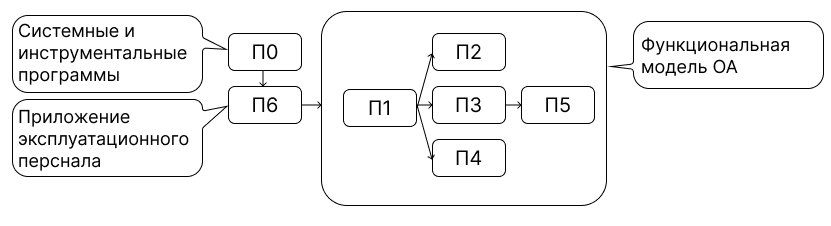 Системные и
инструментальные
программы
П0
П6
Приложение
эксплуатационного
перснала
П1
П2
П3
П4
П5
Функциональная
модель ОА